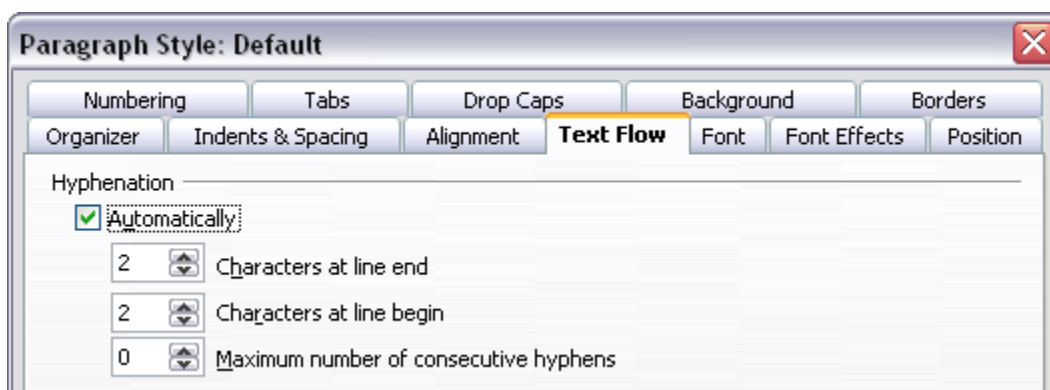 Paragraph Style: Default
Numbering Tabs Drop Caps Background Borders
Organizer Indents & Spacing Alignment Text Flow Font Font Effects Position
Hyphenation
Automatically
2 Characters at line end
2 Characters at line begin
0 Maximum number of consecutive hyphens